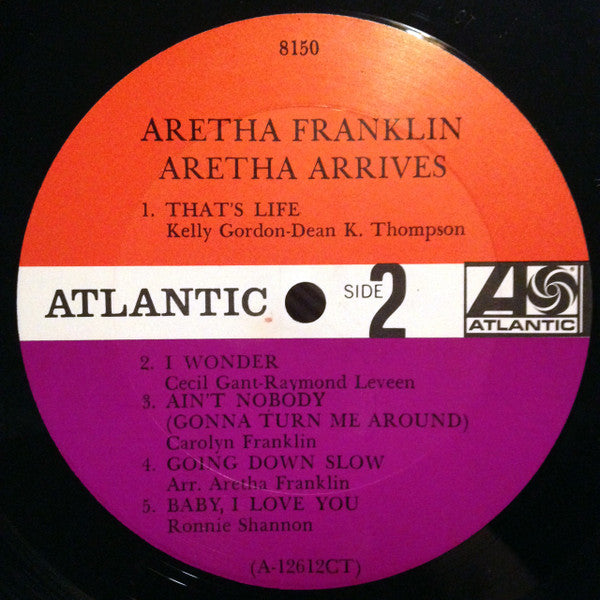 8150
ARETHA FRANKLIN
ARETHA ARRIVES
1. THAT'S LIFE
Kelly Gordon-Dean K. Thompson
ATLANTIC
SIDE 2
ATLANTIC
2. I WONDER
Cecil Gant-Raymond Leveen
3. AIN'T NOBODY
(GONNA TURN ME AROUND)
Carolyn Franklin
4. GOING DOWN SLOW
Arr. Aretha Franklin
5. BABY, I LOVE YOU
Ronnie Shannon
(A-12612CT)